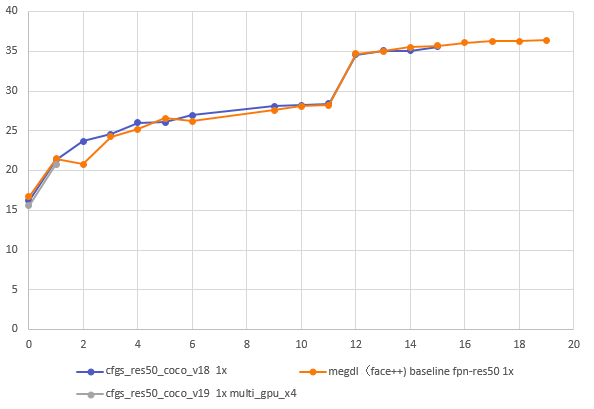 40
35
30
25
20
15
10
5
0
0 2 4 6 8 10 12 14 16 18 20
cfgs_res50_coco_v18 1x
megdl（face++) baseline fpn-res50 1x
cfgs_res50_coco_v19 1x multi_gpu_x4